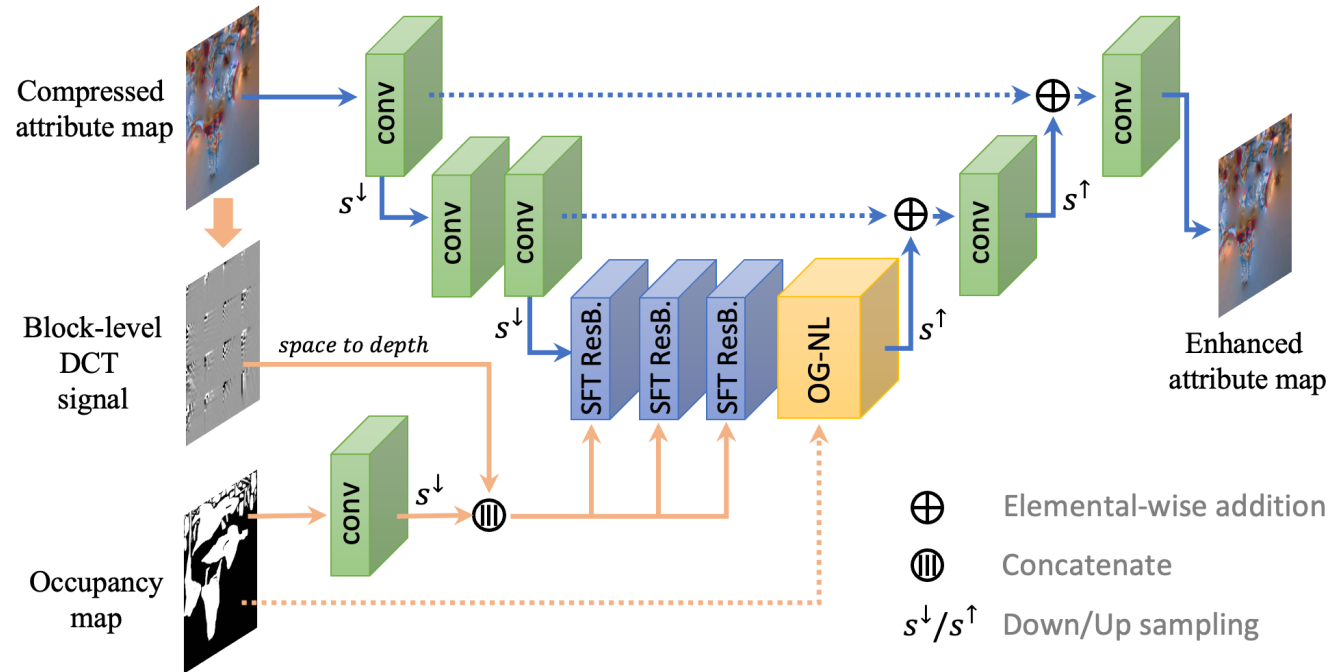 Compressed
attribute map
conv
conv
conv
conv
conv
s↓
s↓
s↑
s↑
Block-level
DCT
signal
space to depth
SFT ResB.
SFT ResB.
SFT ResB.
OG-NL
Enhanced
attribute map
conv
s↓
Occupancy
map
Elemental-wise addition
Concatenate
s↓/s↑ Down/Up sampling